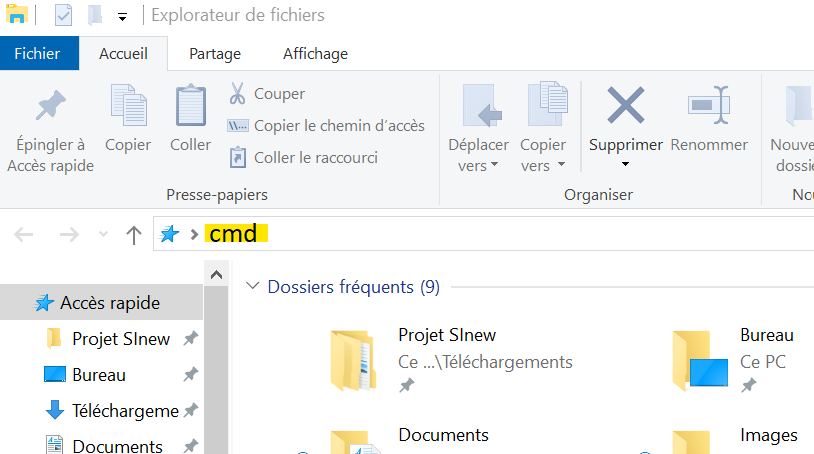 Explorateur de fichiers
Fichier Accueil Partage Affichage
Épingler à
Accès rapide
Copier
Coller
Couper
Copier le chemin d'accès
Coller le raccourci
Presse-papiers
Déplacer
vers
Copier
vers
Supprimer
Renommer
Organiser
Nouve
dossie
Nou
cmd
Accès rapide
Projet SInew
Bureau
Téléchargeme
Documents
Dossiers fréquents (9)
Projet SInew
Ce ...\Téléchargements
Bureau
Ce PC
Documents
Images